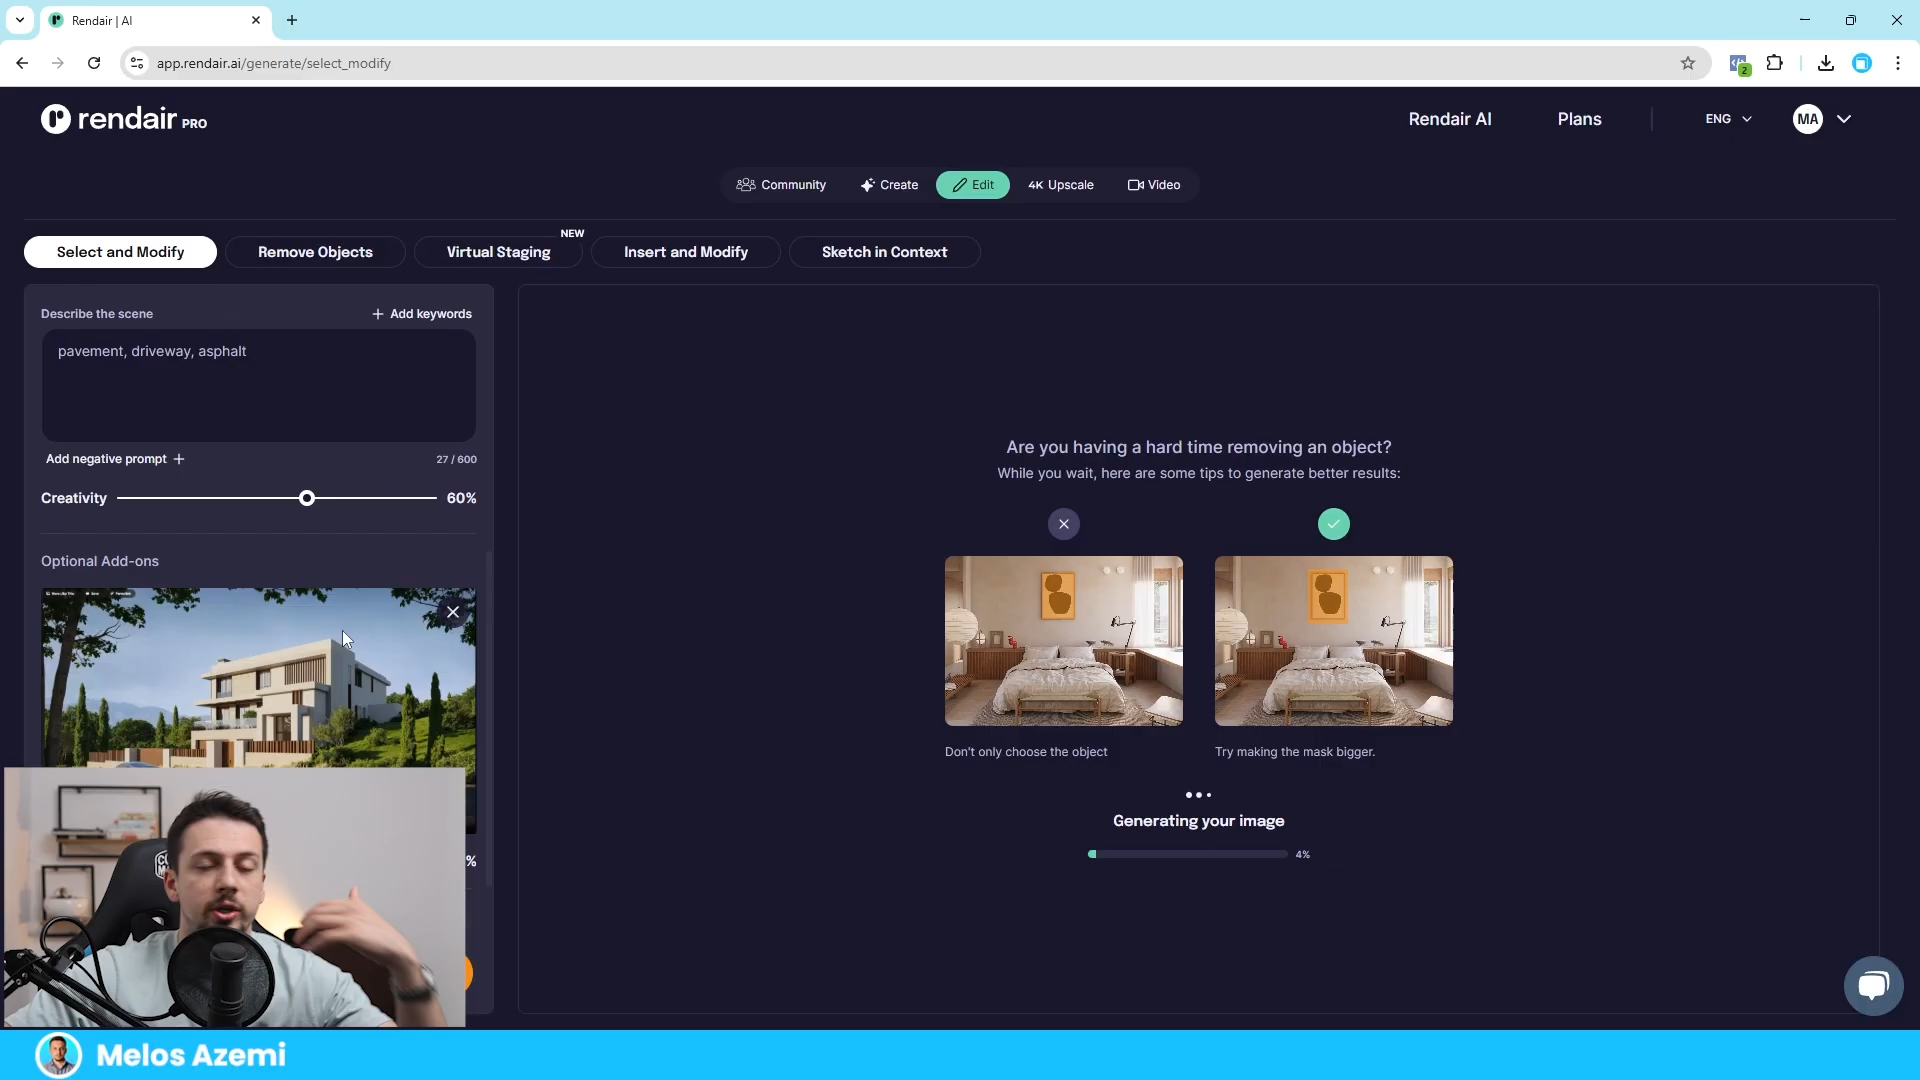 Rendair | AI
app.rendair.ai/generate/select_modify
2
rendair PRO
Rendair AI
Plans
ENG
MA
Community
Create
Edit
4K Upscale
Video
Select and Modify
Remove Objects
Virtual Staging
NEW
Insert and Modify
Sketch in Context
Describe the scene
+ Add keywords
pavement, driveway, asphalt
Add negative prompt +
27 / 600
Creativity
60%
Optional Add-ons
%
Are you having a hard time removing an object?
While you wait, here are some tips to generate better results:
Don't only choose the object
Try making the mask bigger.
Generating your image
4%
Melos Azemi